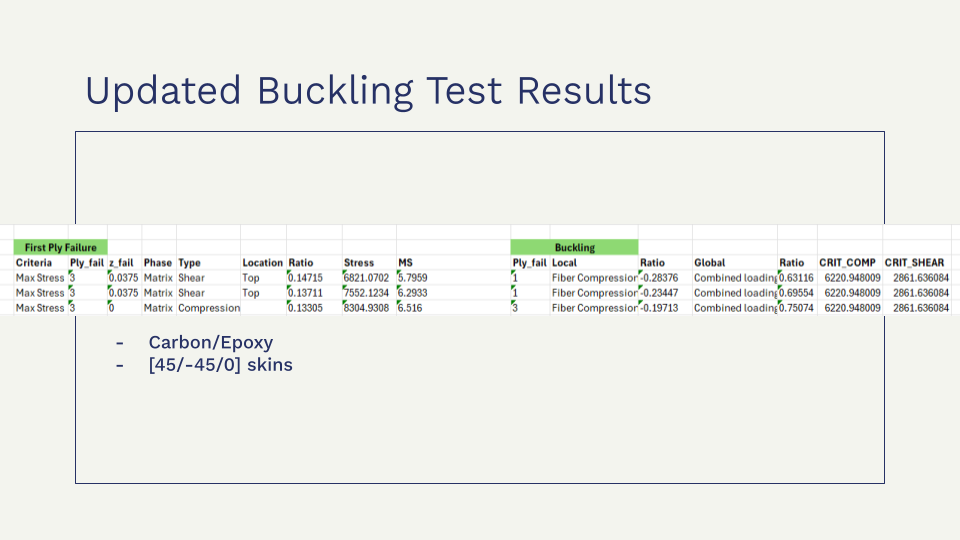 Updated Buckling Test Results
First Ply Failure Buckling
Criteria Ply_fail z_fail Phase Type Location Ratio Stress MS Ply_fail Local Ratio Global Ratio CRIT_COMP CRIT_SHEAR
Max Stress 3 0.0375 Matrix Shear Top 0.14715 6821.0702 5.7959 1 Fiber Compression -0.28376 Combined loading 0.63116 6220.948009 2861.636084
Max Stress 3 0.0375 Matrix Shear Top 0.13711 7552.1234 6.2933 1 Fiber Compression -0.23447 Combined loading 0.69554 6220.948009 2861.636084
Max Stress 3 0 Matrix Compression 0.13305 8304.9308 6.516 3 Fiber Compression -0.19713 Combined loading 0.75074 6220.948009 2861.636084
- Carbon/Epoxy
- [45/-45/0] skins